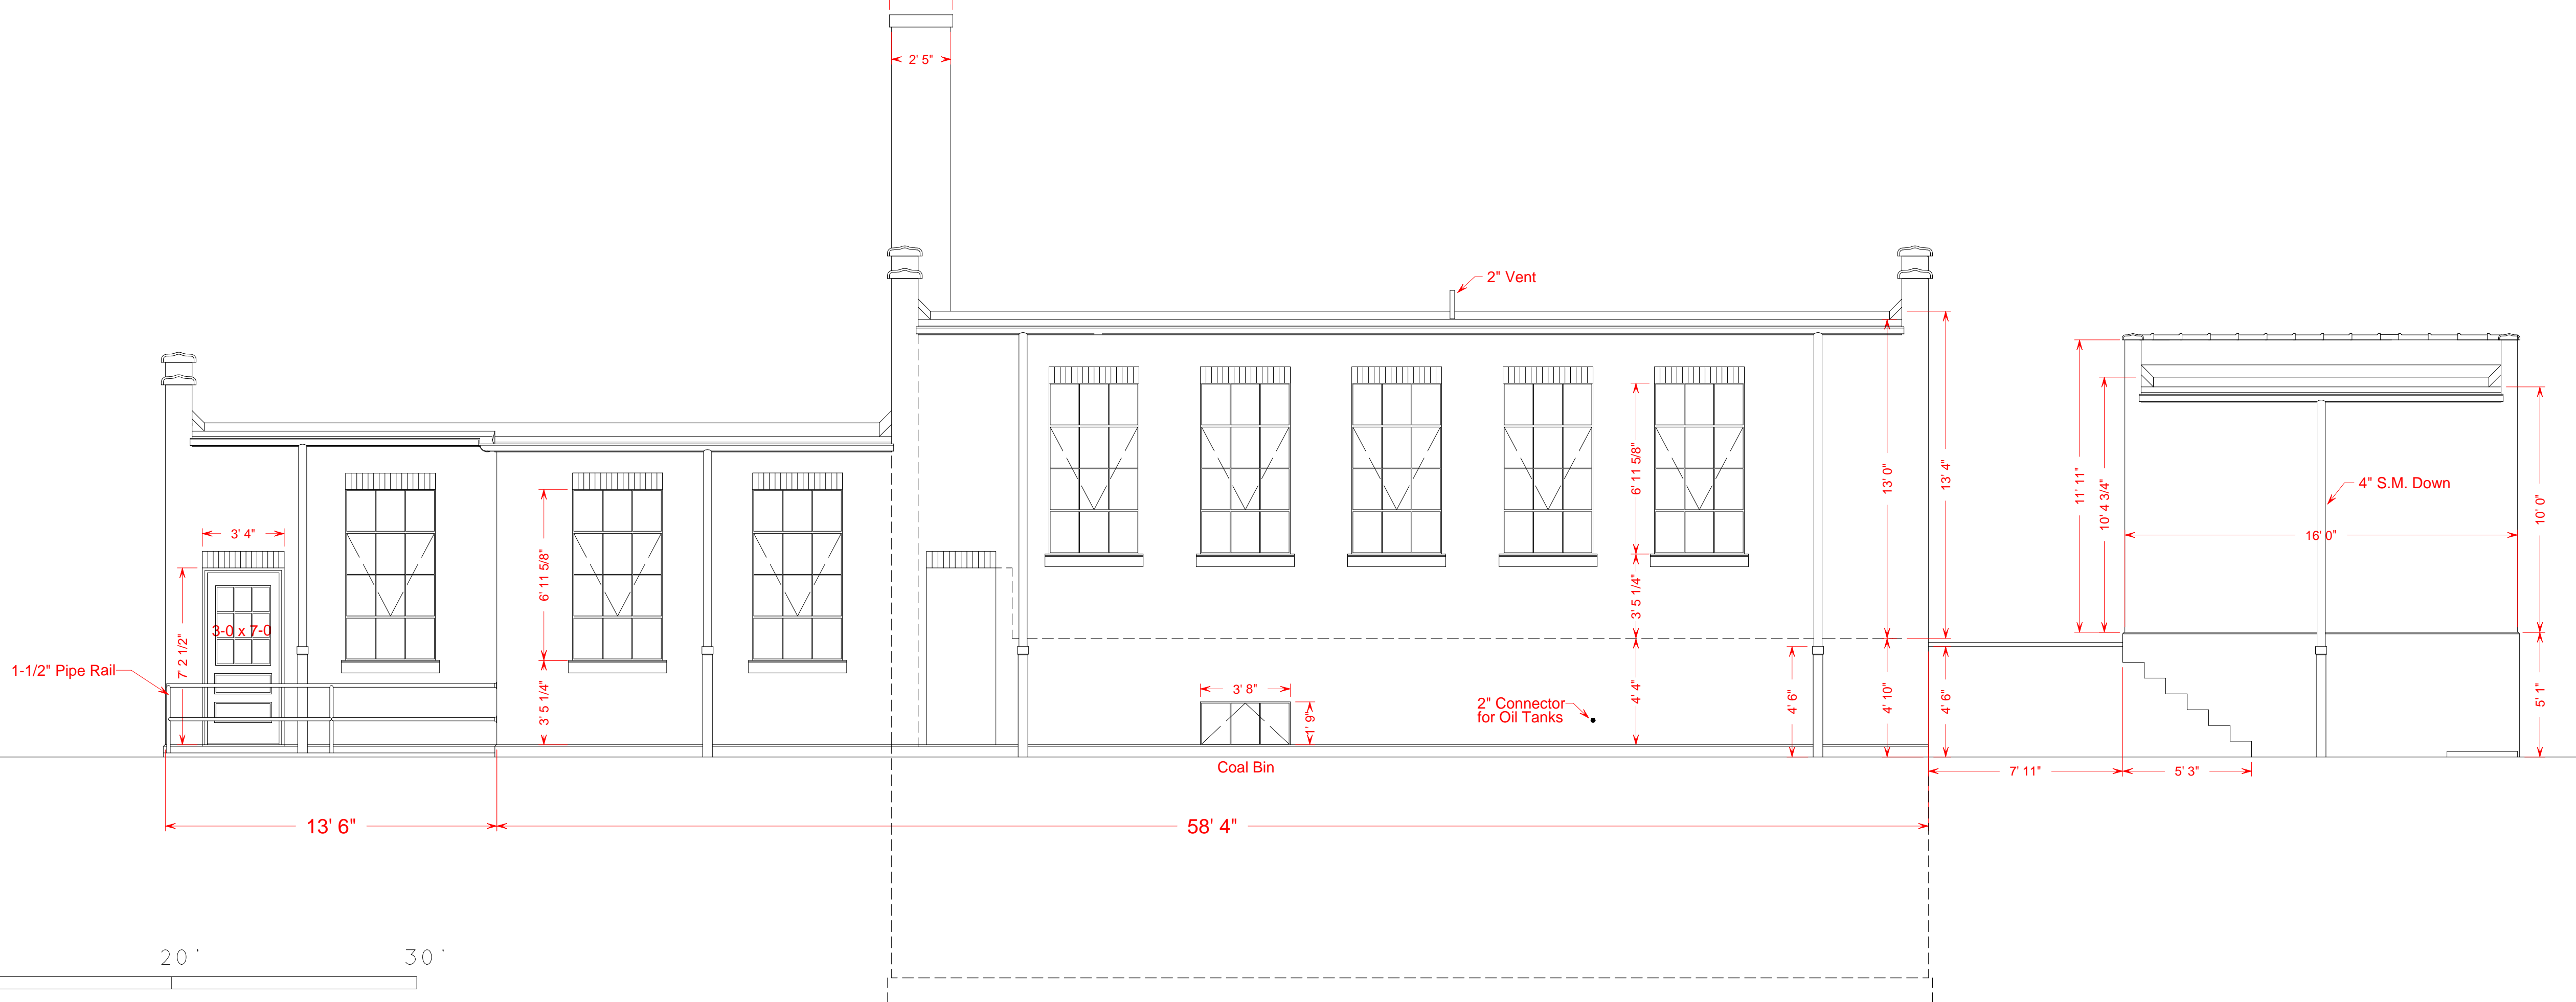 2' 5"
2" Vent
13' 0"
13' 4"
6' 11 5/8"
3' 5 1/4"
4' 4"
4' 6"
4' 10"
4' 6"
11' 11"
10' 4 3/4"
4" S.M. Down
10' 0"
16' 0"
5' 1"
3' 4"
6' 11 5/8"
3-0 x 7-0
7' 2 1/2"
1-1/2" Pipe Rail
3' 5 1/4"
3' 8"
1' 9"
2" Connector
for Oil Tanks
Coal Bin
7' 11"
5' 3"
13' 6"
58' 4"
20'
30'